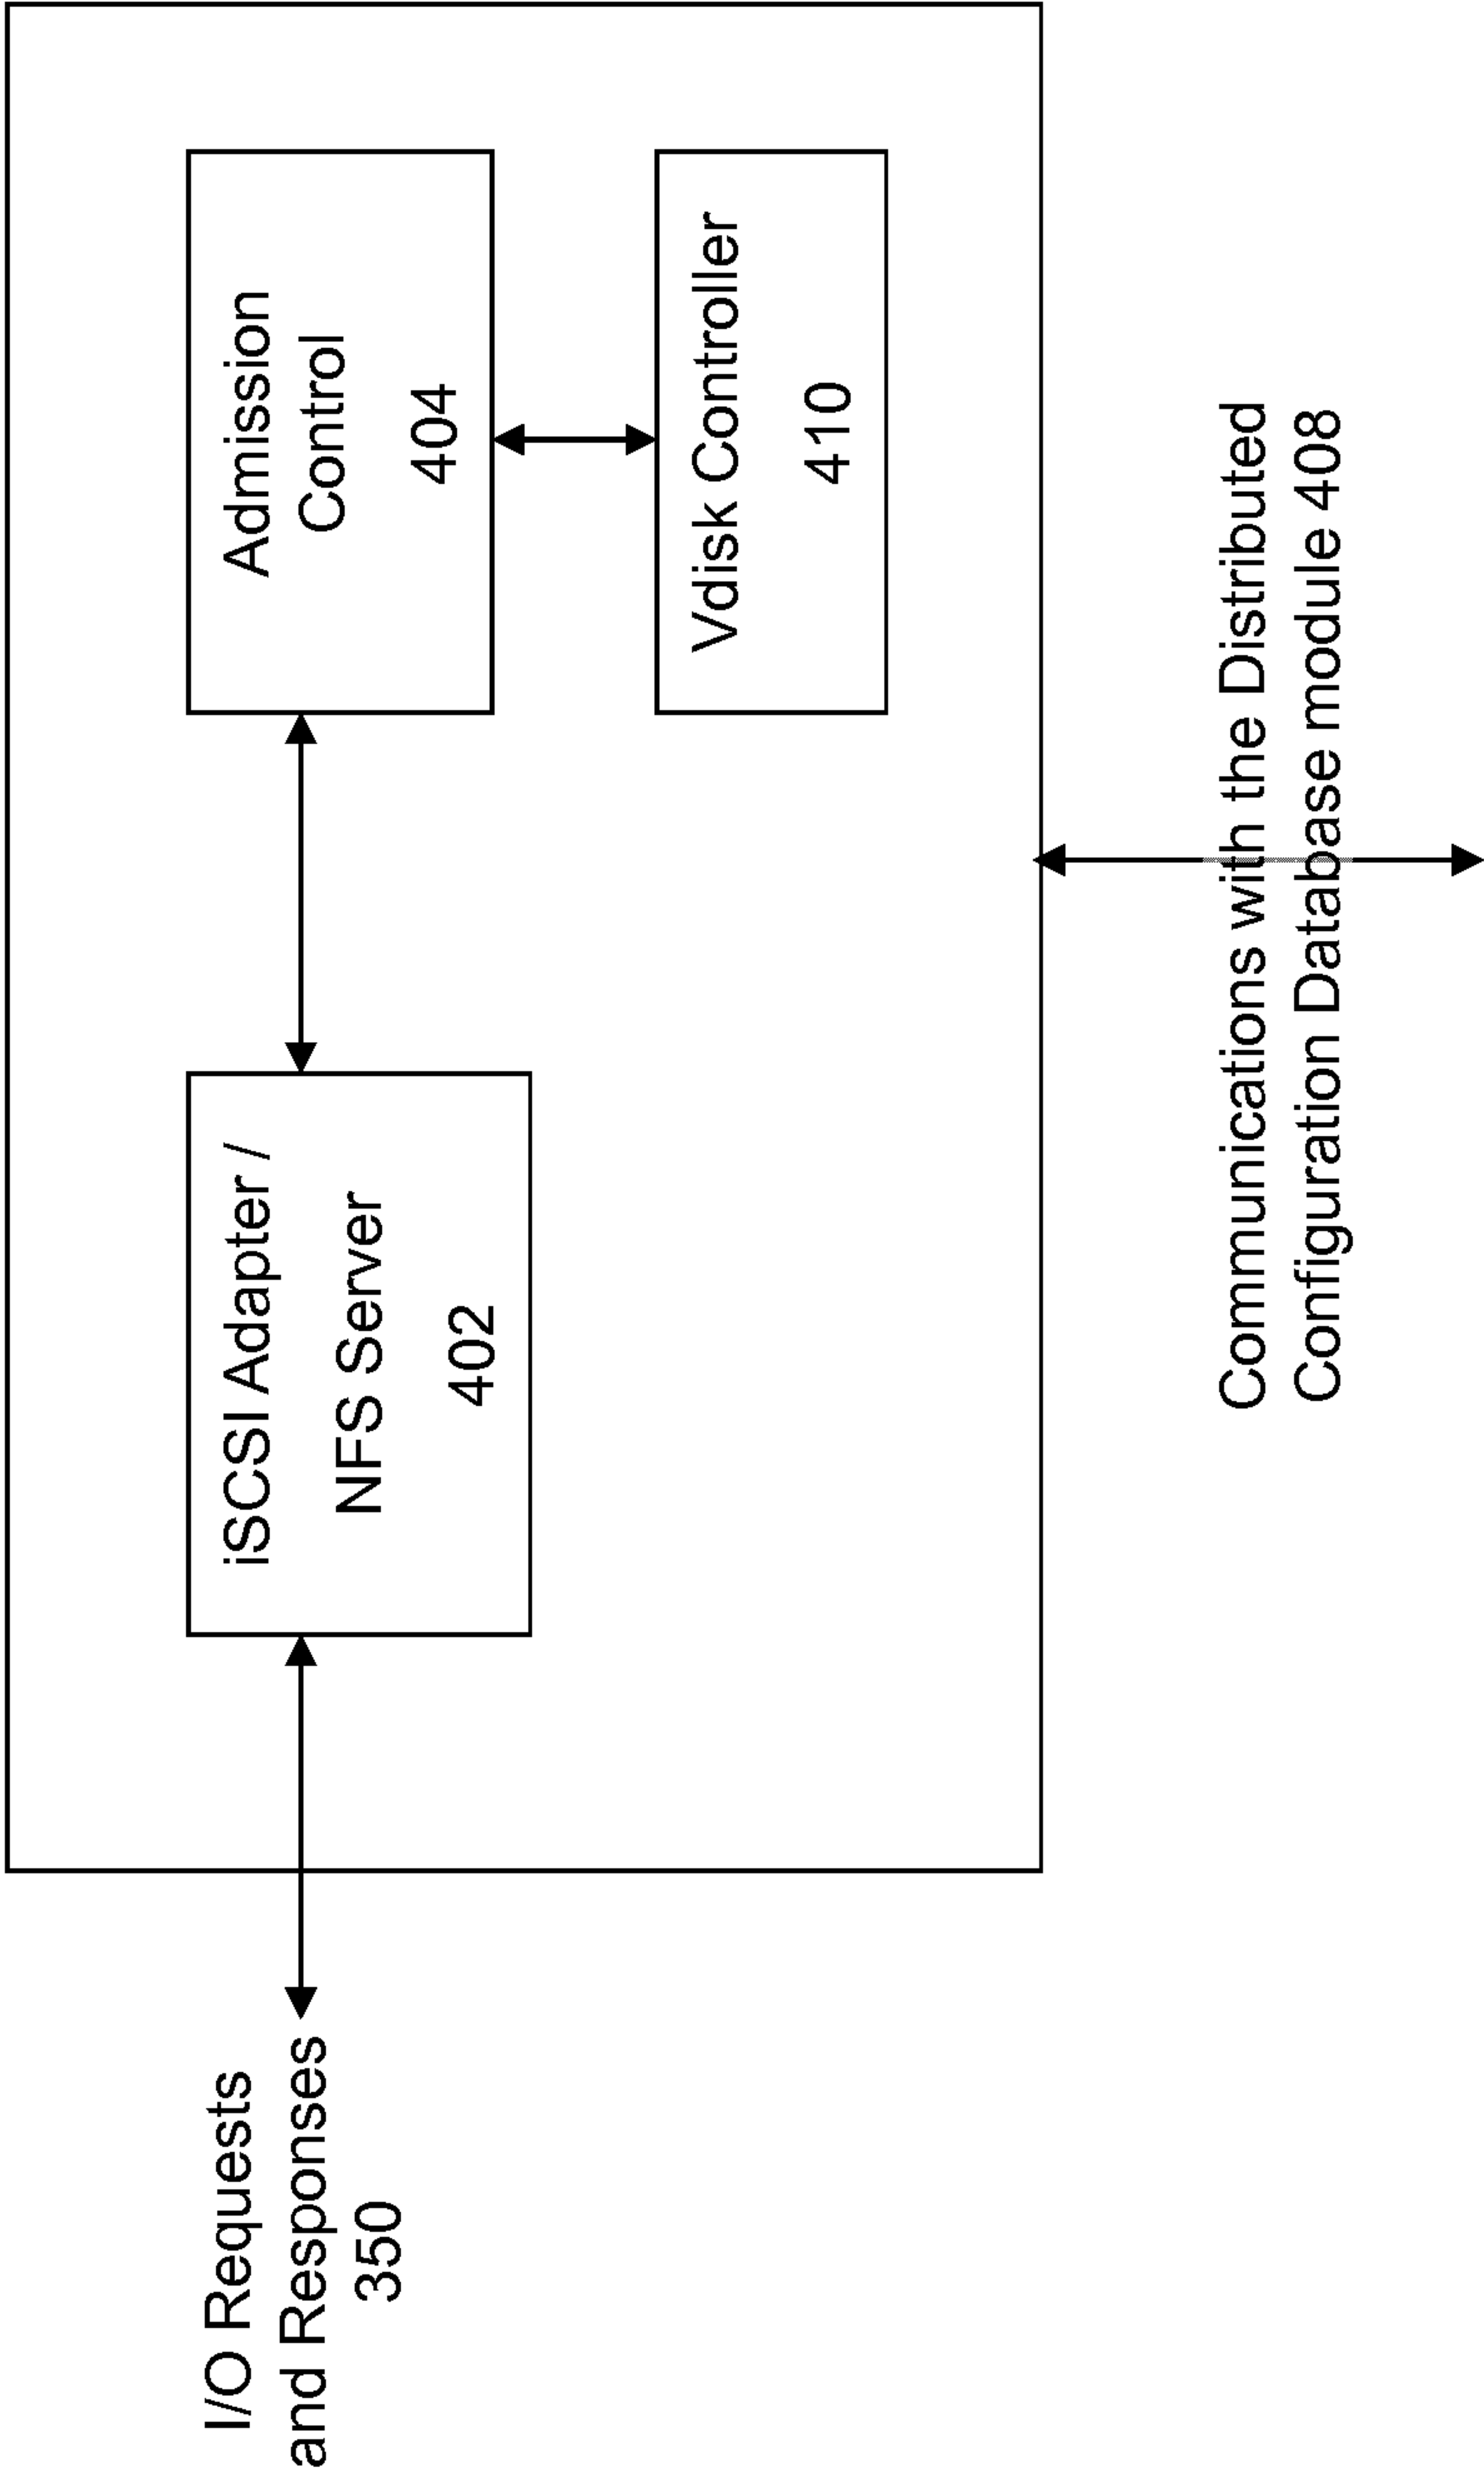 I/O Requests
and Responses
350
iSCSI Adapter /
NFS Server
402
Admission
Control
404
Vdisk Controller
410
Communications with the Distributed
Configuration Database module 408